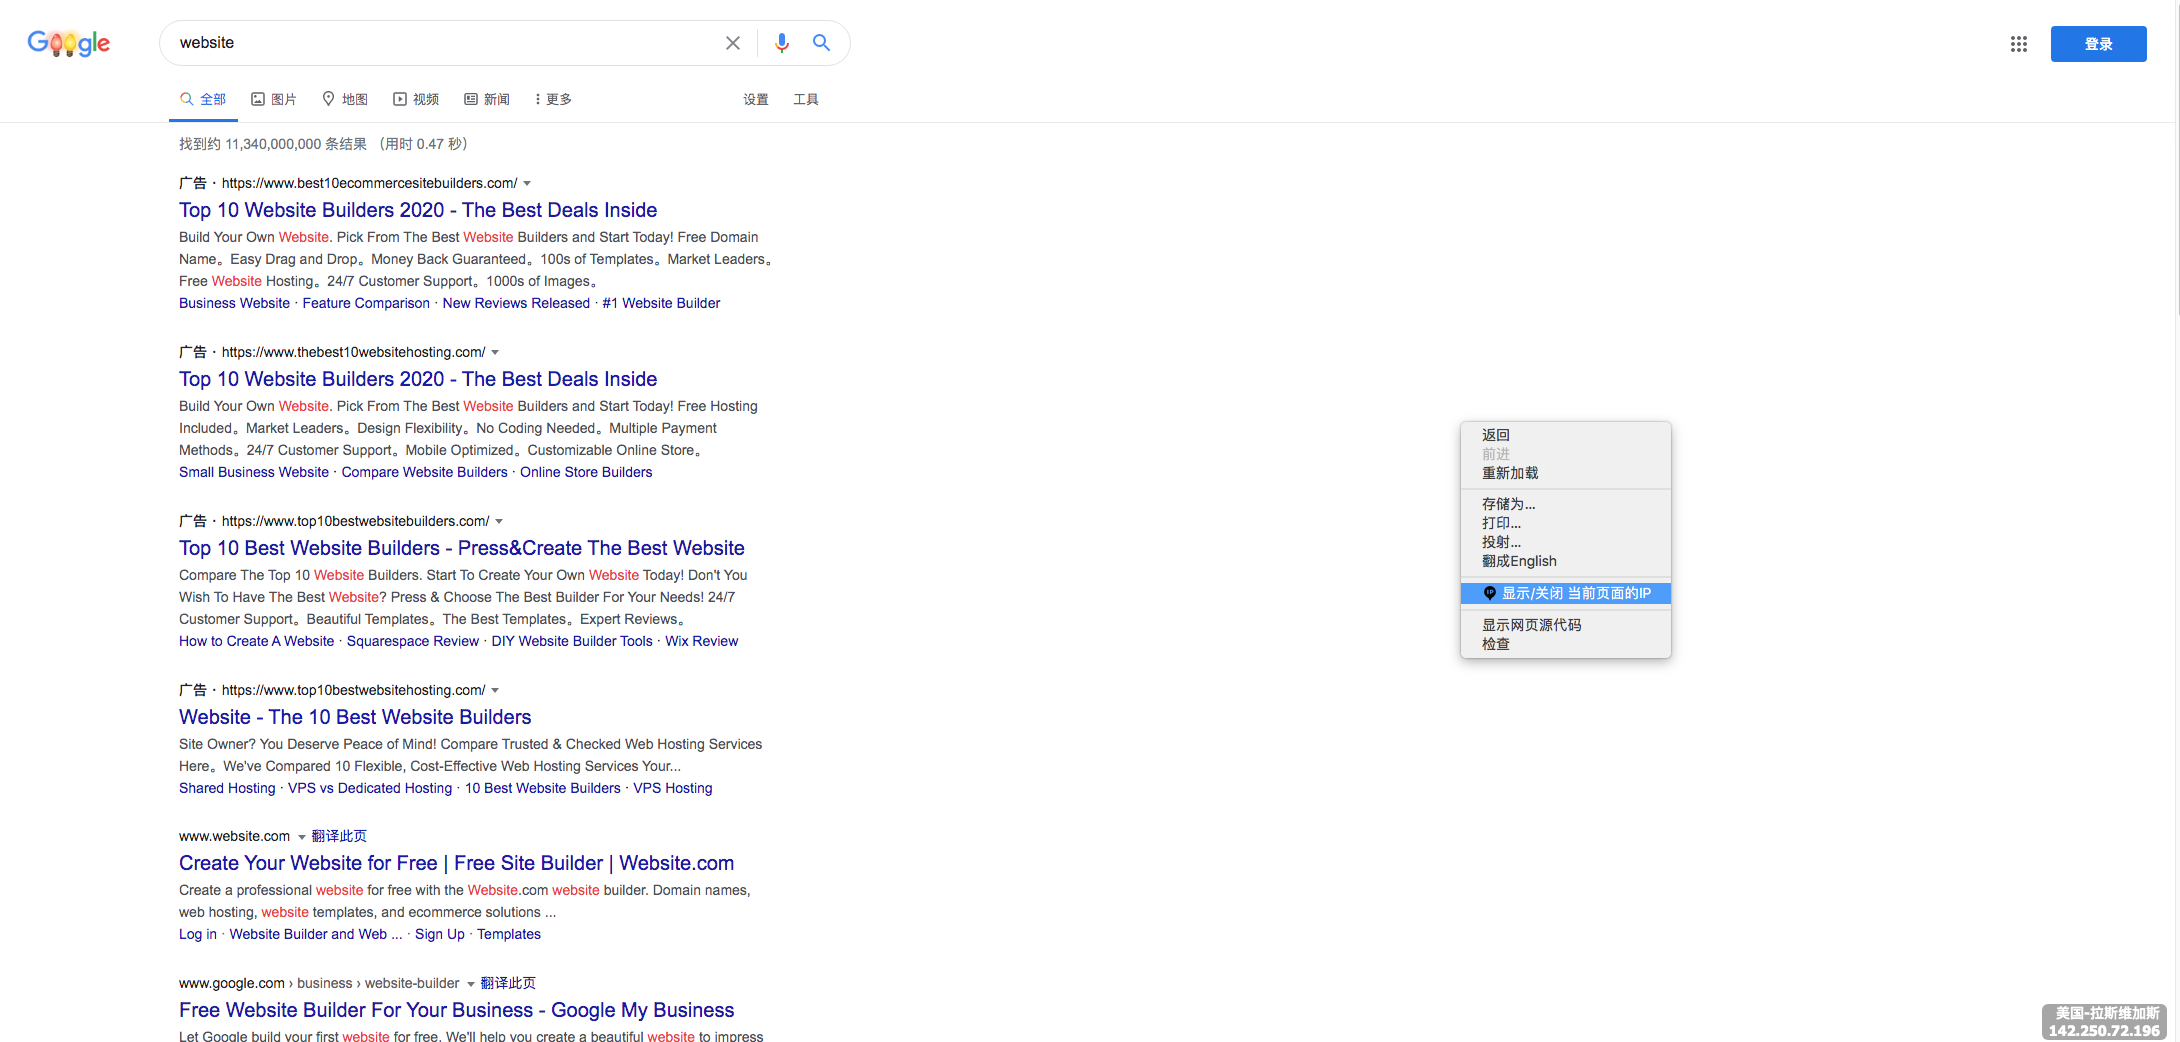 Google
website
登录
全部 图片 地图 视频 新闻 更多 设置 工具
找到约 11,340,000,000 条结果 （用时 0.47 秒）
广告 · https://www.best10ecommercesitebuilders.com/
Top 10 Website Builders 2020 - The Best Deals Inside
Build Your Own Website. Pick From The Best Website Builders and Start Today! Free Domain
Name。Easy Drag and Drop。Money Back Guaranteed。100s of Templates。Market Leaders。
Free Website Hosting。24/7 Customer Support。1000s of Images。
Business Website · Feature Comparison · New Reviews Released · #1 Website Builder
广告 · https://www.thebest10websitehosting.com/
Top 10 Website Builders 2020 - The Best Deals Inside
Build Your Own Website. Pick From The Best Website Builders and Start Today! Free Hosting
Included。Market Leaders。Design Flexibility。No Coding Needed。Multiple Payment
Methods。24/7 Customer Support。Mobile Optimized。Customizable Online Store。
Small Business Website · Compare Website Builders · Online Store Builders
广告 · https://www.top10bestwebsitebuilders.com/
Top 10 Best Website Builders - Press&Create The Best Website
Compare The Top 10 Website Builders. Start To Create Your Own Website Today! Don't You
Wish To Have The Best Website? Press & Choose The Best Builder For Your Needs! 24/7
Customer Support。Beautiful Templates。The Best Templates。Expert Reviews。
How to Create A Website · Squarespace Review · DIY Website Builder Tools · Wix Review
广告 · https://www.top10bestwebsitehosting.com/
Website - The 10 Best Website Builders
Site Owner? You Deserve Peace of Mind! Compare Trusted & Checked Web Hosting Services
Here。We've Compared 10 Flexible, Cost-Effective Web Hosting Services Your...
Shared Hosting · VPS vs Dedicated Hosting · 10 Best Website Builders · VPS Hosting
www.website.com 翻译此页
Create Your Website for Free | Free Site Builder | Website.com
Create a professional website for free with the Website.com website builder. Domain names,
web hosting, website templates, and ecommerce solutions ...
Log in · Website Builder and Web ... · Sign Up · Templates
www.google.com › business › website-builder 翻译此页
Free Website Builder For Your Business - Google My Business
Let Google build your first website for free. We'll help you create a beautiful website to impress
返回
前进
重新加载
存储为...
打印...
投射...
翻成English
IP 显示/关闭 当前页面的IP
显示网页源代码
检查
美国-拉斯维加斯
142.250.72.196